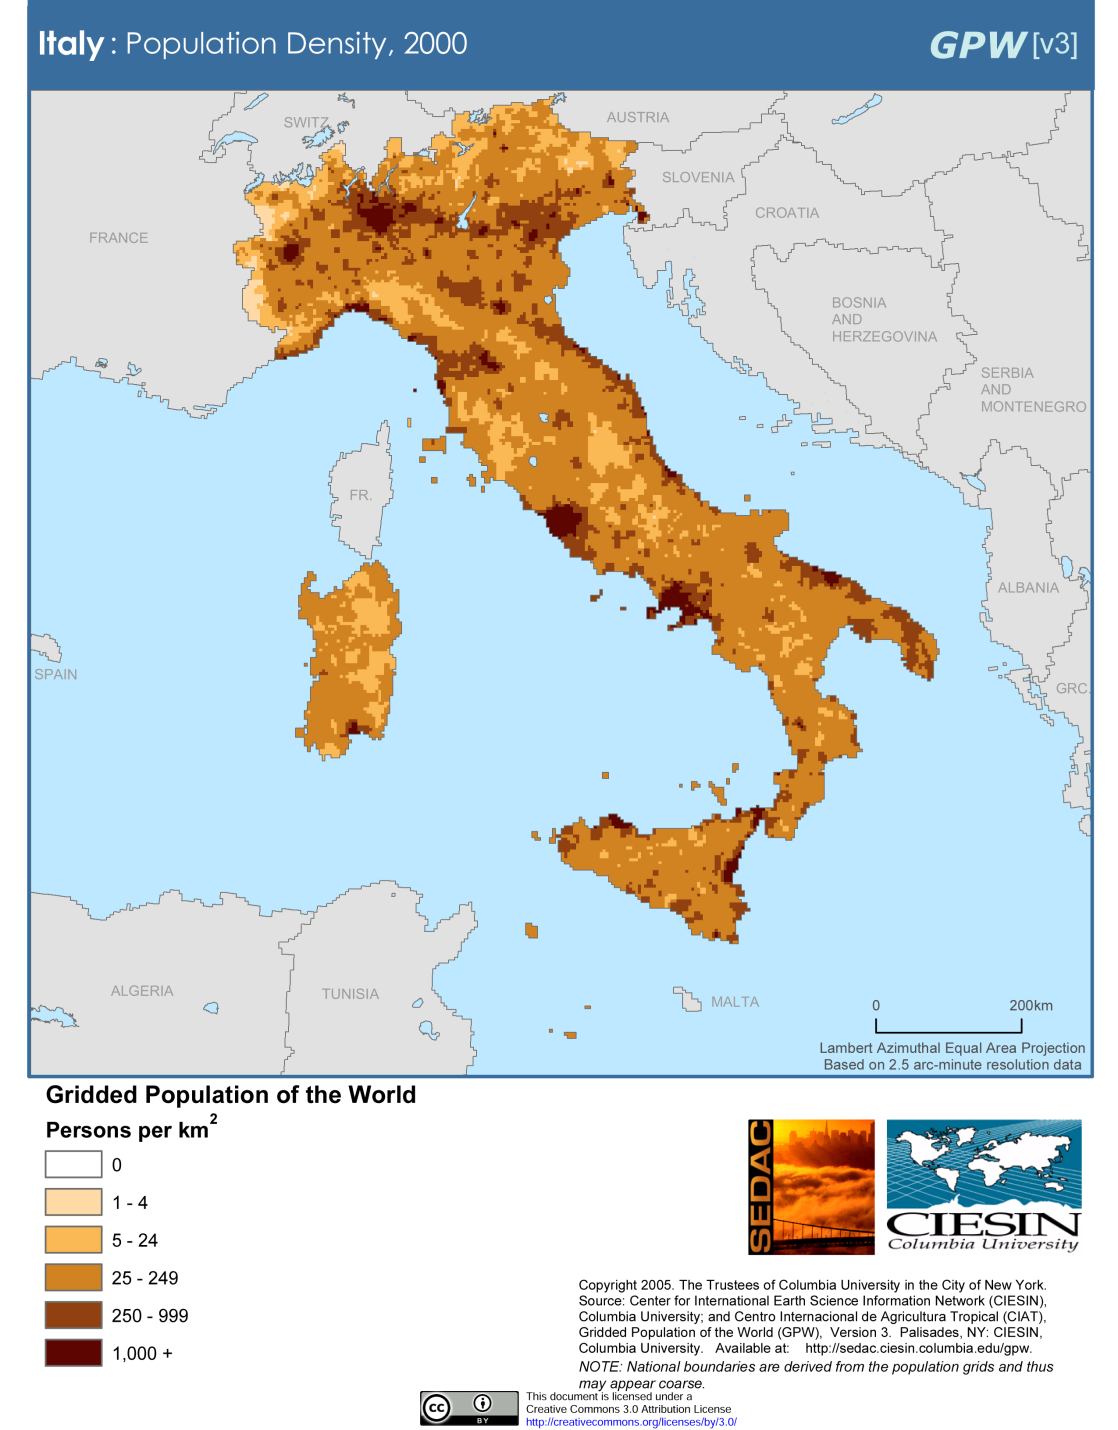 Italy : Population Density, 2000
GPW [v3]
SWITZ.
AUSTRIA
SLOVENIA
CROATIA
FRANCE
BOSNIA
AND
HERZEGOVINA
SERBIA
AND
MONTENEGRO
FR.
ALBANIA
SPAIN
GRC.
ALGERIA
TUNISIA
MALTA
0 200km
Lambert Azimuthal Equal Area Projection
Based on 2.5 arc-minute resolution data
Gridded Population of the World
Persons per km²
0
1 - 4
5 - 24
25 - 249
250 - 999
1,000 +
SEDAC
CIESIN
Columbia University
Copyright 2005. The Trustees of Columbia University in the City of New York.
Source: Center for International Earth Science Information Network (CIESIN),
Columbia University; and Centro Internacional de Agricultura Tropical (CIAT),
Gridded Population of the World (GPW), Version 3. Palisades, NY: CIESIN,
Columbia University. Available at: http://sedac.ciesin.columbia.edu/gpw.
NOTE: National boundaries are derived from the population grids and thus
may appear coarse.
cc BY
This document is licensed under a
Creative Commons 3.0 Attribution License
http://creativecommons.org/licenses/by/3.0/